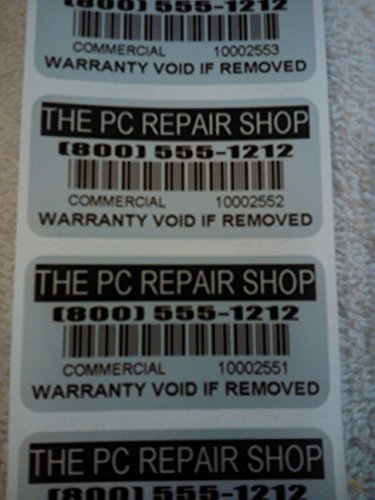 (800) 555-1212
COMMERCIAL 10002553
WARRANTY VOID IF REMOVED
THE PC REPAIR SHOP
(800) 555-1212
COMMERCIAL 10002552
WARRANTY VOID IF REMOVED
THE PC REPAIR SHOP
(800) 555-1212
COMMERCIAL 10002551
WARRANTY VOID IF REMOVED
THE PC REPAIR SHOP
(800) 555-1212